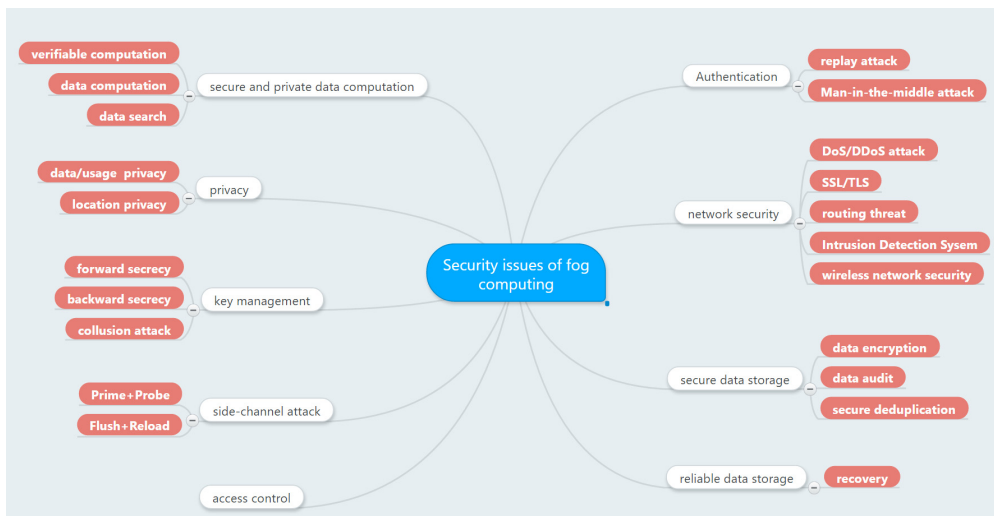 Security issues of fog
computing
secure and private data computation
verifiable computation
data computation
data search
privacy
data/usage privacy
location privacy
key management
forward secrecy
backward secrecy
collusion attack
side-channel attack
Prime+Probe
Flush+Reload
access control
Authentication
replay attack
Man-in-the-middle attack
network security
DoS/DDoS attack
SSL/TLS
routing threat
Intrusion Detection Sysem
wireless network security
secure data storage
data encryption
data audit
secure deduplication
reliable data storage
recovery